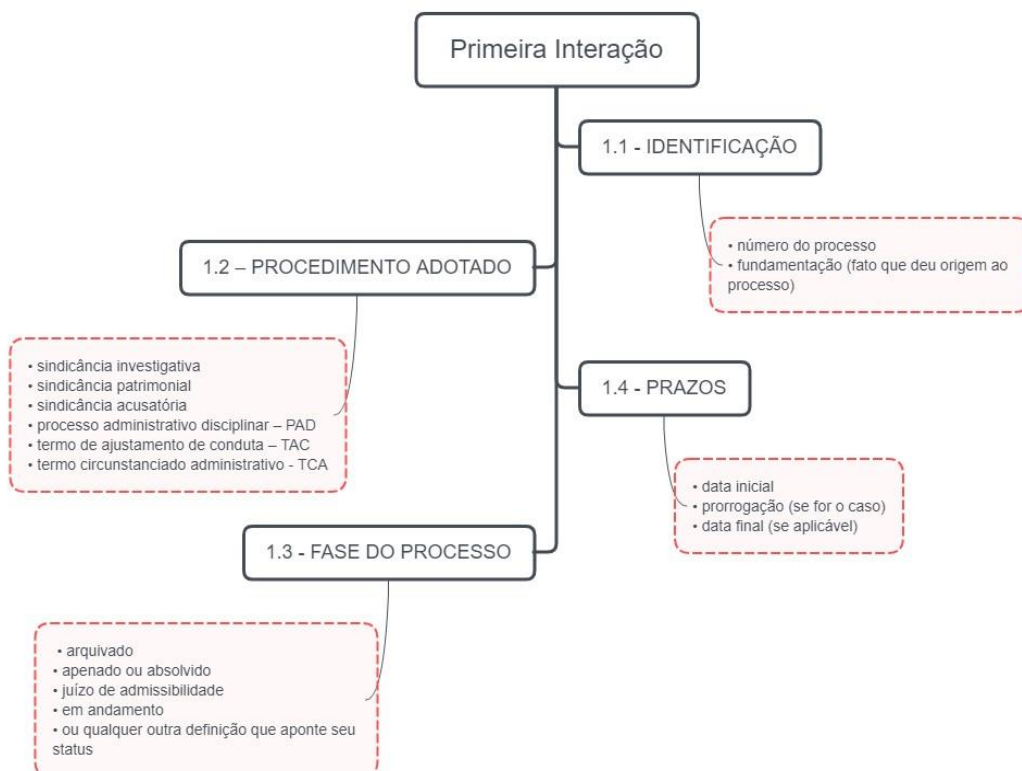 Primeira Interação
1.1 - IDENTIFICAÇÃO
• número do processo
• fundamentação (fato que deu origem ao
processo)
1.2 – PROCEDIMENTO ADOTADO
• sindicância investigativa
• sindicância patrimonial
• sindicância acusatória
• processo administrativo disciplinar – PAD
• termo de ajustamento de conduta – TAC
• termo circunstanciado administrativo - TCA
1.4 - PRAZOS
• data inicial
• prorrogação (se for o caso)
• data final (se aplicável)
1.3 - FASE DO PROCESSO
• arquivado
• apenado ou absolvido
• juízo de admissibilidade
• em andamento
• ou qualquer outra definição que aponte seu
status